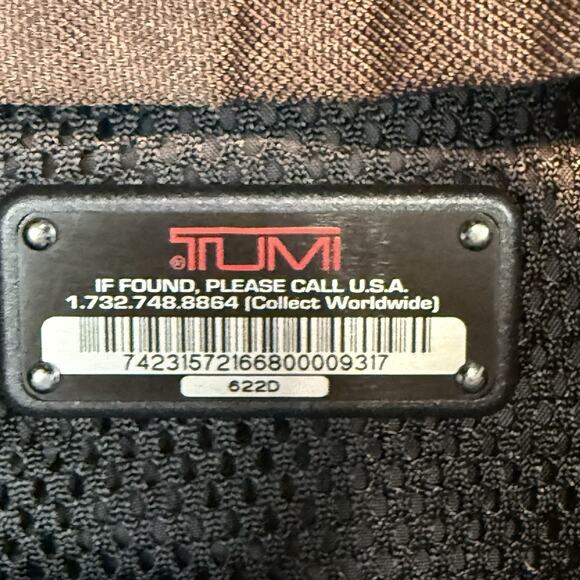 TUMI
IF FOUND, PLEASE CALL U.S.A.
1.732.748.8864 (Collect Worldwide)
74231572166800009317
622D